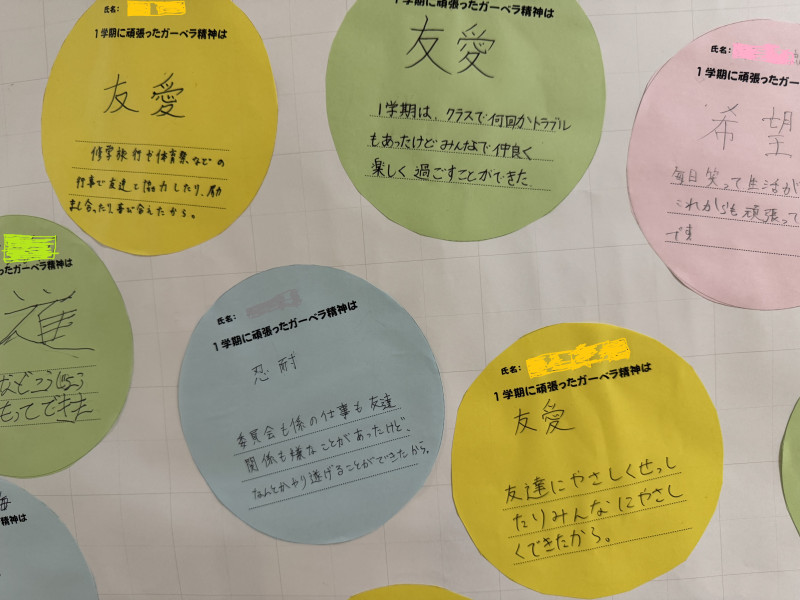 氏名:
1学期に頑張ったガーベラ精神は
友愛
修学旅行や体育祭などの
行事で友達と協力したり、励
まし合ったり喜び合えたから。
1学期に頑張ったガーベラ精神は
友愛
1学期は、クラスで何回かトラブル
もあったけどみんなで仲良く
楽しく過ごすことができた。
氏名:
1学期に頑張ったガー
希望
毎日笑って生活が
これからも頑張って
です
ったガーベラ精神は
もってできた
氏名:
1学期に頑張ったガーベラ精神は
忍耐
委員会も係の仕事も友達
関係も嫌なことがあったけど、
なんとかやり遂げることができたから。
氏名:
1学期に頑張ったガーベラ精神は
友愛
友達にやさしくせっし
たりみんなにやさし
くできたから。
ラ精神は